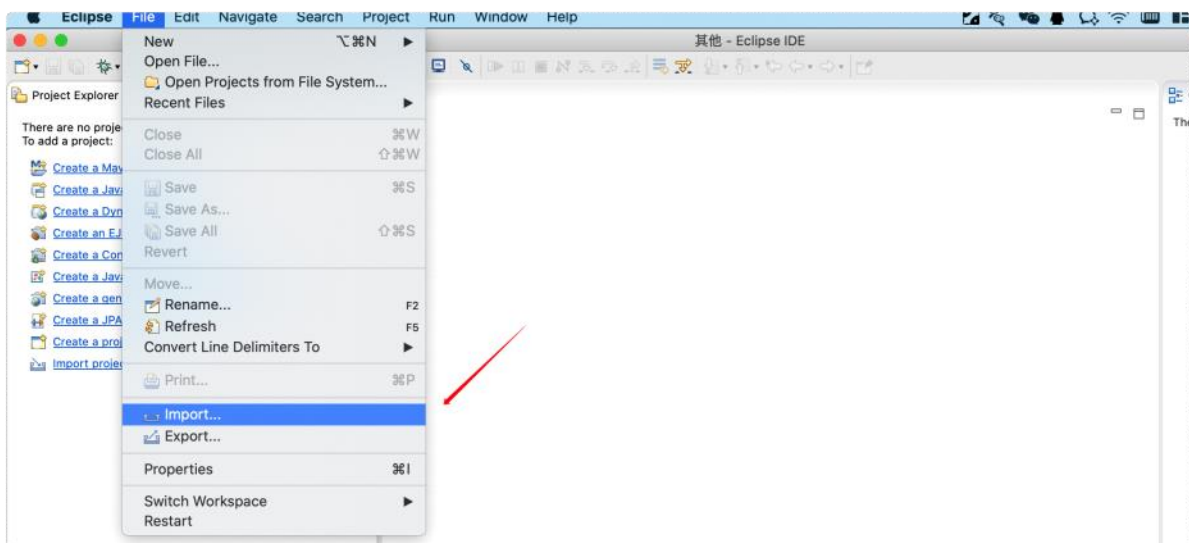 Eclipse File Edit Navigate Search Project Run Window Help
其他 - Eclipse IDE
New ⌥⌘N ▶
Open File...
Open Projects from File System...
Recent Files ▶
Close ⌘W
Close All ⇧⌘W
Save ⌘S
Save As...
Save All ⇧⌘S
Revert
Move...
Rename... F2
Refresh F5
Convert Line Delimiters To ▶
Print... ⌘P
Import...
Export...
Properties ⌘I
Switch Workspace ▶
Restart
Project Explorer
There are no proje
To add a project:
Create a Mav
Create a Java
Create a Dyn
Create an EJ
Create a Con
Create a Java
Create a gen
Create a JPA
Create a proj
Import projec
The